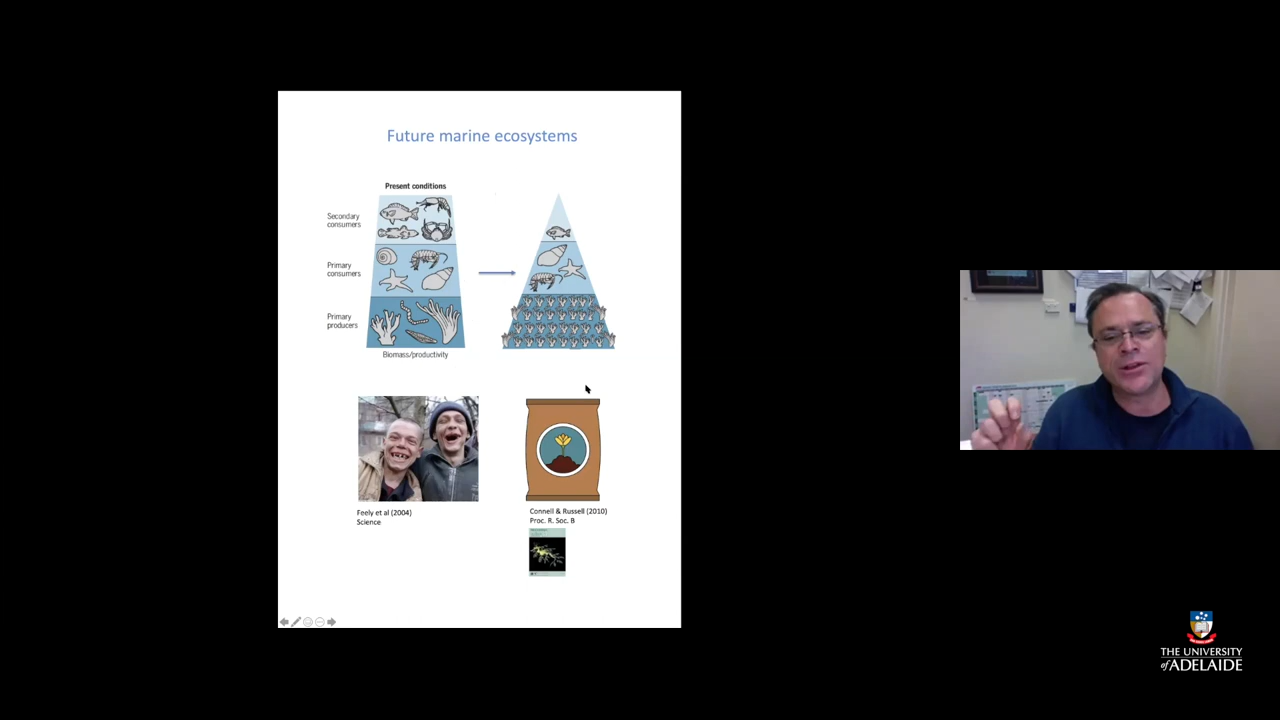 Future marine ecosystems
Present conditions
Secondary
consumers
Primary
consumers
Primary
producers
Biomass/productivity
Feely et al (2004)
Science
Connell & Russell (2010)
Proc. R. Soc. B
THE UNIVERSITY
of ADELAIDE